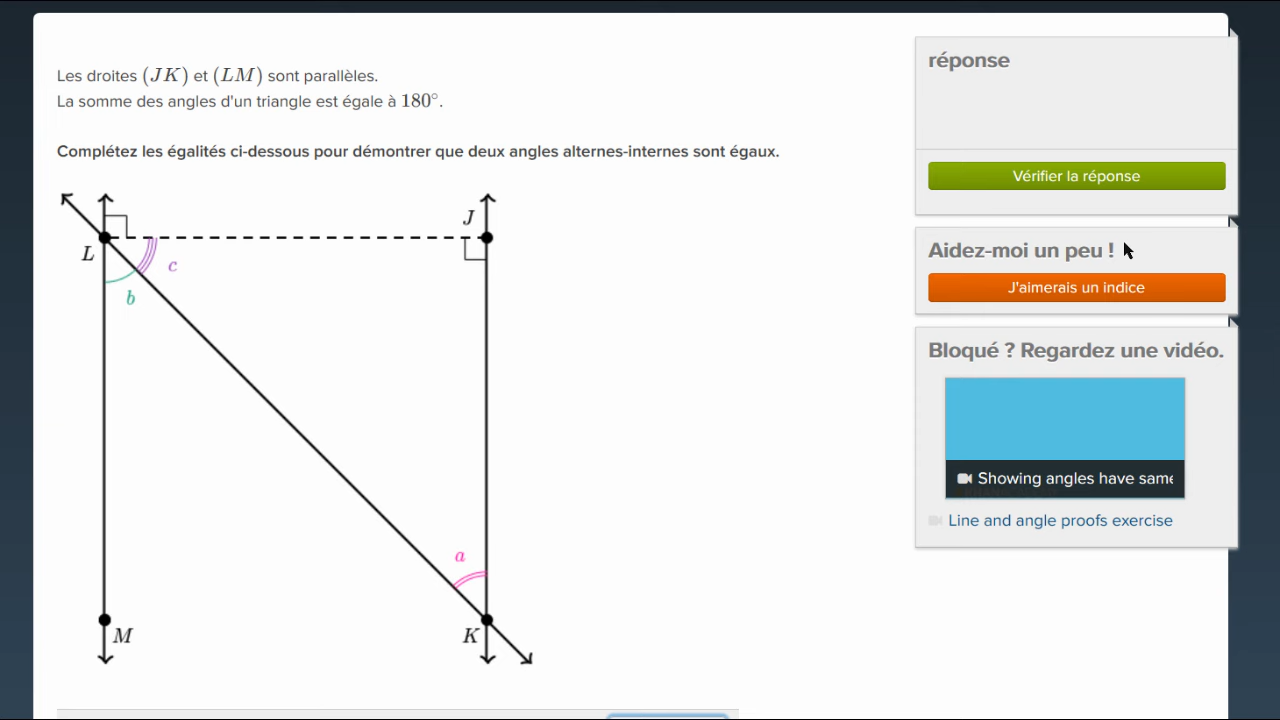 Les droites (JK) et (LM) sont parallèles.
La somme des angles d'un triangle est égale à 180°.
Complétez les égalités ci-dessous pour démontrer que deux angles alternes-internes sont égaux.
J
L
c
b
a
M
K
réponse
Vérifier la réponse
Aidez-moi un peu !
J'aimerais un indice
Bloqué ? Regardez une vidéo.
Showing angles have same
Line and angle proofs exercise